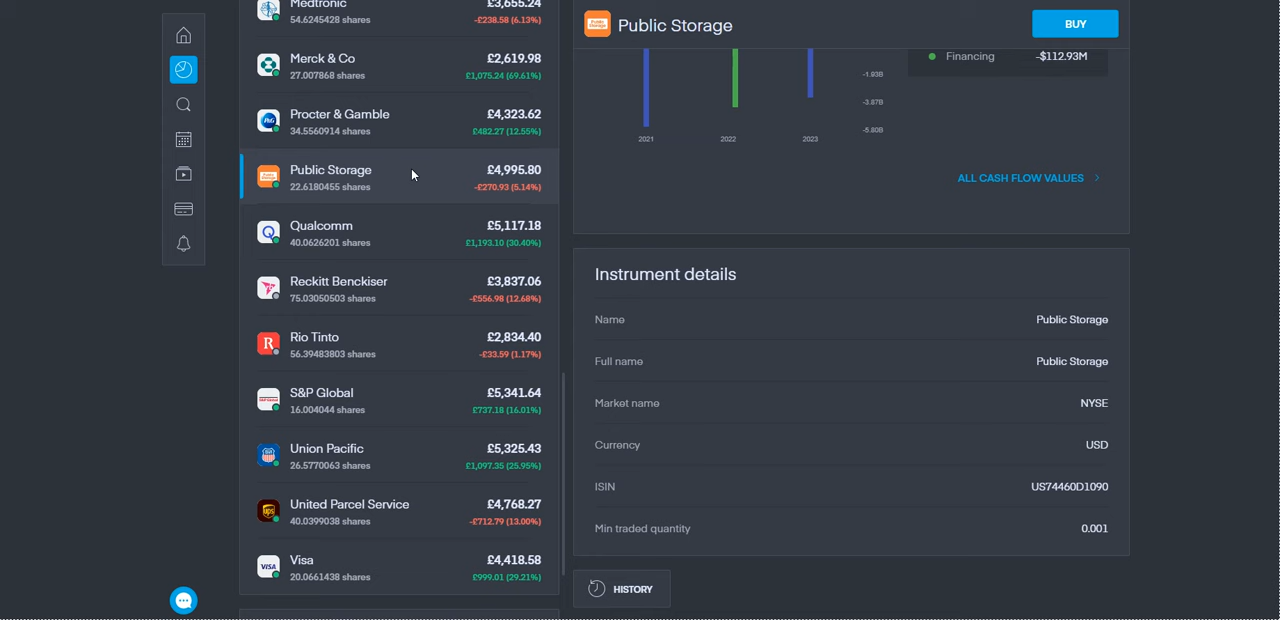 Medtronic £3,655.24
54.6245428 shares -£238.58 (6.13%)
Merck & Co £2,619.98
27.007868 shares £1,075.24 (69.61%)
P&G
Procter & Gamble £4,323.62
34.5560914 shares £482.27 (12.55%)
Public Storage £4,995.80
22.6180455 shares -£270.93 (5.14%)
Qualcomm £5,117.18
40.0626201 shares £1,193.10 (30.40%)
Reckitt Benckiser £3,837.06
75.03050503 shares -£556.98 (12.68%)
R
Rio Tinto £2,834.40
56.39483803 shares -£33.59 (1.17%)
S&P Global £5,341.64
16.004044 shares £737.18 (16.01%)
Union Pacific £5,325.43
26.5770063 shares £1,097.35 (25.95%)
ups
United Parcel Service £4,768.27
40.0399038 shares -£712.79 (13.00%)
VISA
Visa £4,418.58
20.0661438 shares £999.01 (29.21%)
Public Storage
BUY
Financing -$112.93M
-1.93B
-3.87B
-5.80B
2021 2022 2023
ALL CASH FLOW VALUES
Instrument details
Name Public Storage
Full name Public Storage
Market name NYSE
Currency USD
ISIN US74460D1090
Min traded quantity 0.001
HISTORY